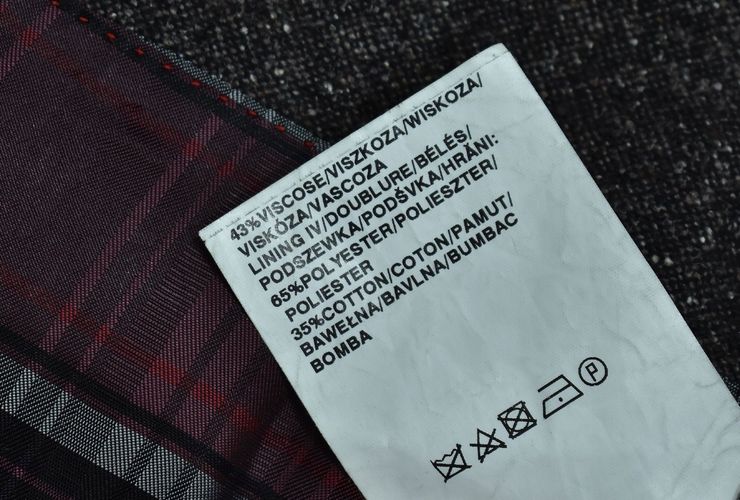 43%VISCOSE/VISZKOZA/WISKOZA/
VISKÓZA/VASCOZA
LINING IV/DOUBLURE/BÉLÉS/
PODSZEWKA/PODŠVKA/HRĂNI:
65%POLYESTER/POLIESZTER/
POLIESTER
35%COTTON/COTON/PAMUT/
BAWEŁNA/BAVLNA/BUMBAC
BOMBA
P